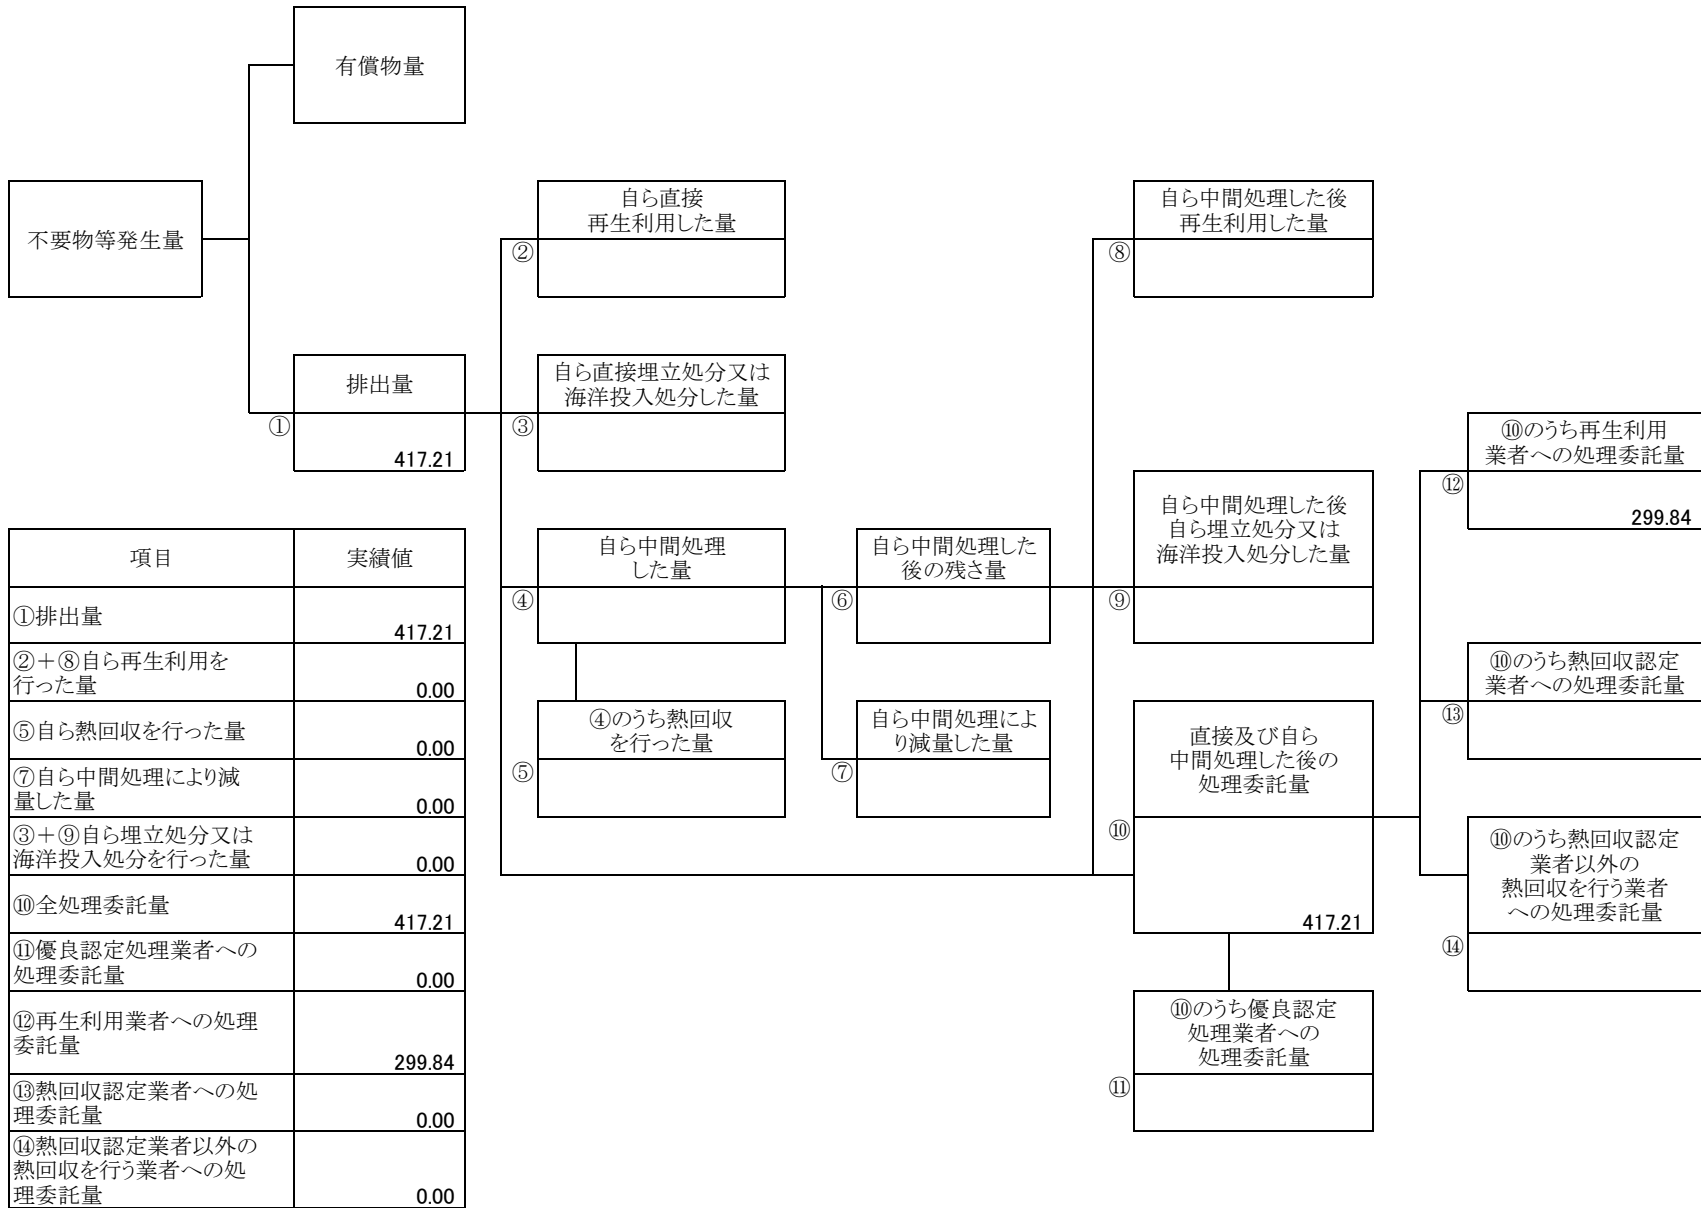 有償物量
不要物等発生量
自ら直接
再生利用した量
②
自ら中間処理した後
再生利用した量
⑧
排出量
①
417.21
自ら直接埋立処分又は
海洋投入処分した量
③
⑩のうち再生利用
業者への処理委託量
⑫
299.84
自ら中間処理
した量
④
自ら中間処理した
後の残さ量
⑥
自ら中間処理した後
自ら埋立処分又は
海洋投入処分した量
⑨
⑩のうち熱回収認定
業者への処理委託量
⑬
④のうち熱回収
を行った量
⑤
自ら中間処理によ
り減量した量
⑦
直接及び自ら
中間処理した後の
処理委託量
⑩
417.21
⑩のうち熱回収認定
業者以外の
熱回収を行う業者
への処理委託量
⑭
⑩のうち優良認定
処理業者への
処理委託量
⑪
項目 実績値
①排出量 417.21
②＋⑧自ら再生利用を
行った量 0.00
⑤自ら熱回収を行った量 0.00
⑦自ら中間処理により減
量した量 0.00
③＋⑨自ら埋立処分又は
海洋投入処分を行った量 0.00
⑩全処理委託量 417.21
⑪優良認定処理業者への
処理委託量 0.00
⑫再生利用業者への処理
委託量 299.84
⑬熱回収認定業者への処
理委託量 0.00
⑭熱回収認定業者以外の
熱回収を行う業者への処
理委託量 0.00